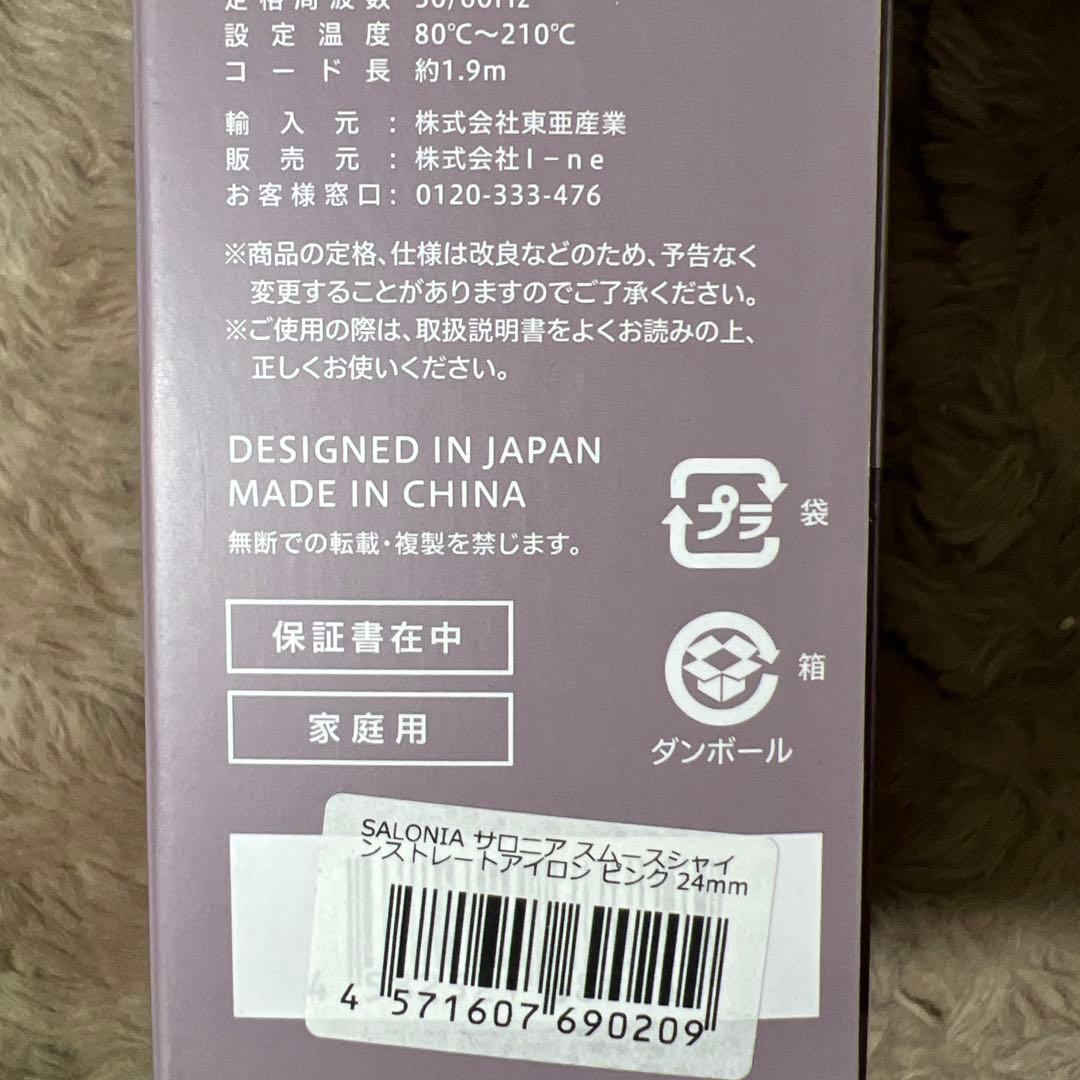 定格周波数 50/60Hz
設定温度 80℃〜210℃
コード長 約1.9m
輸入元：株式会社東亜産業
販売元：株式会社I－ne
お客様窓口：0120-333-476
※商品の定格、仕様は改良などのため、予告なく
変更することがありますのでご了承ください。
※ご使用の際は、取扱説明書をよくお読みの上、
正しくお使いください。
DESIGNED IN JAPAN
MADE IN CHINA
無断での転載・複製を禁じます。
プラ
袋
保証書在中
箱
家庭用
ダンボール
SALONIA サロニア スムースシャイ
ンストレートアイロン ピンク 24mm
4 571607 690209